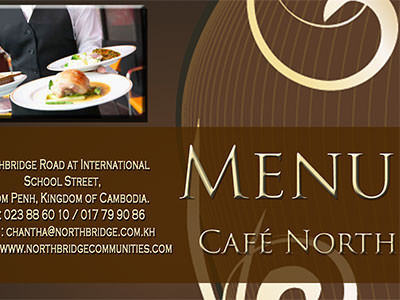 hbridge Road at International
School Street,
om Penh, Kingdom of Cambodia.
: 023 88 60 10 / 017 79 90 86
: chantha@northbridge.com.kh
www.northbridgecommunities.com
Menu
Café North